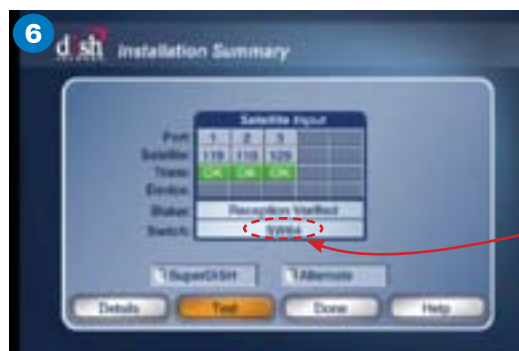 6
dish Installation Summary
Satellite Input
Port 1 2 3
Satellite 119 110 129
Trans: OK OK OK
Device:
Status: Reception Verified
Switch: SW64
SuperDISH Alternate
Details Test Done Help